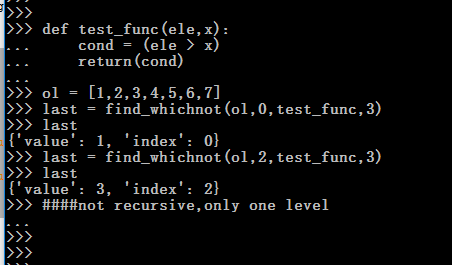 >>>
>>>
>>> def test_func(ele,x):
...     cond = (ele > x)
...     return(cond)
...
>>> ol = [1,2,3,4,5,6,7]
>>> last = find_whichnot(ol,0,test_func,3)
>>> last
{'value': 1, 'index': 0}
>>> last = find_whichnot(ol,2,test_func,3)
>>> last
{'value': 3, 'index': 2}
>>> ####not recursive,only one level
...
>>>
>>>
>>>